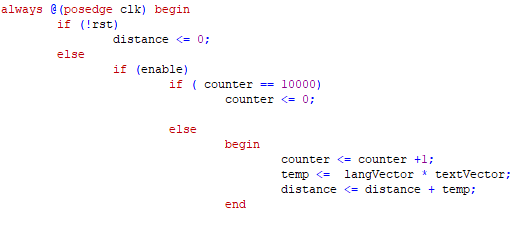 always @(posedge clk) begin
if (!rst)
distance <= 0;
else
if (enable)
if ( counter == 10000)
counter <= 0;
else
begin
counter <= counter +1;
temp <= langVector * textVector;
distance <= distance + temp;
end